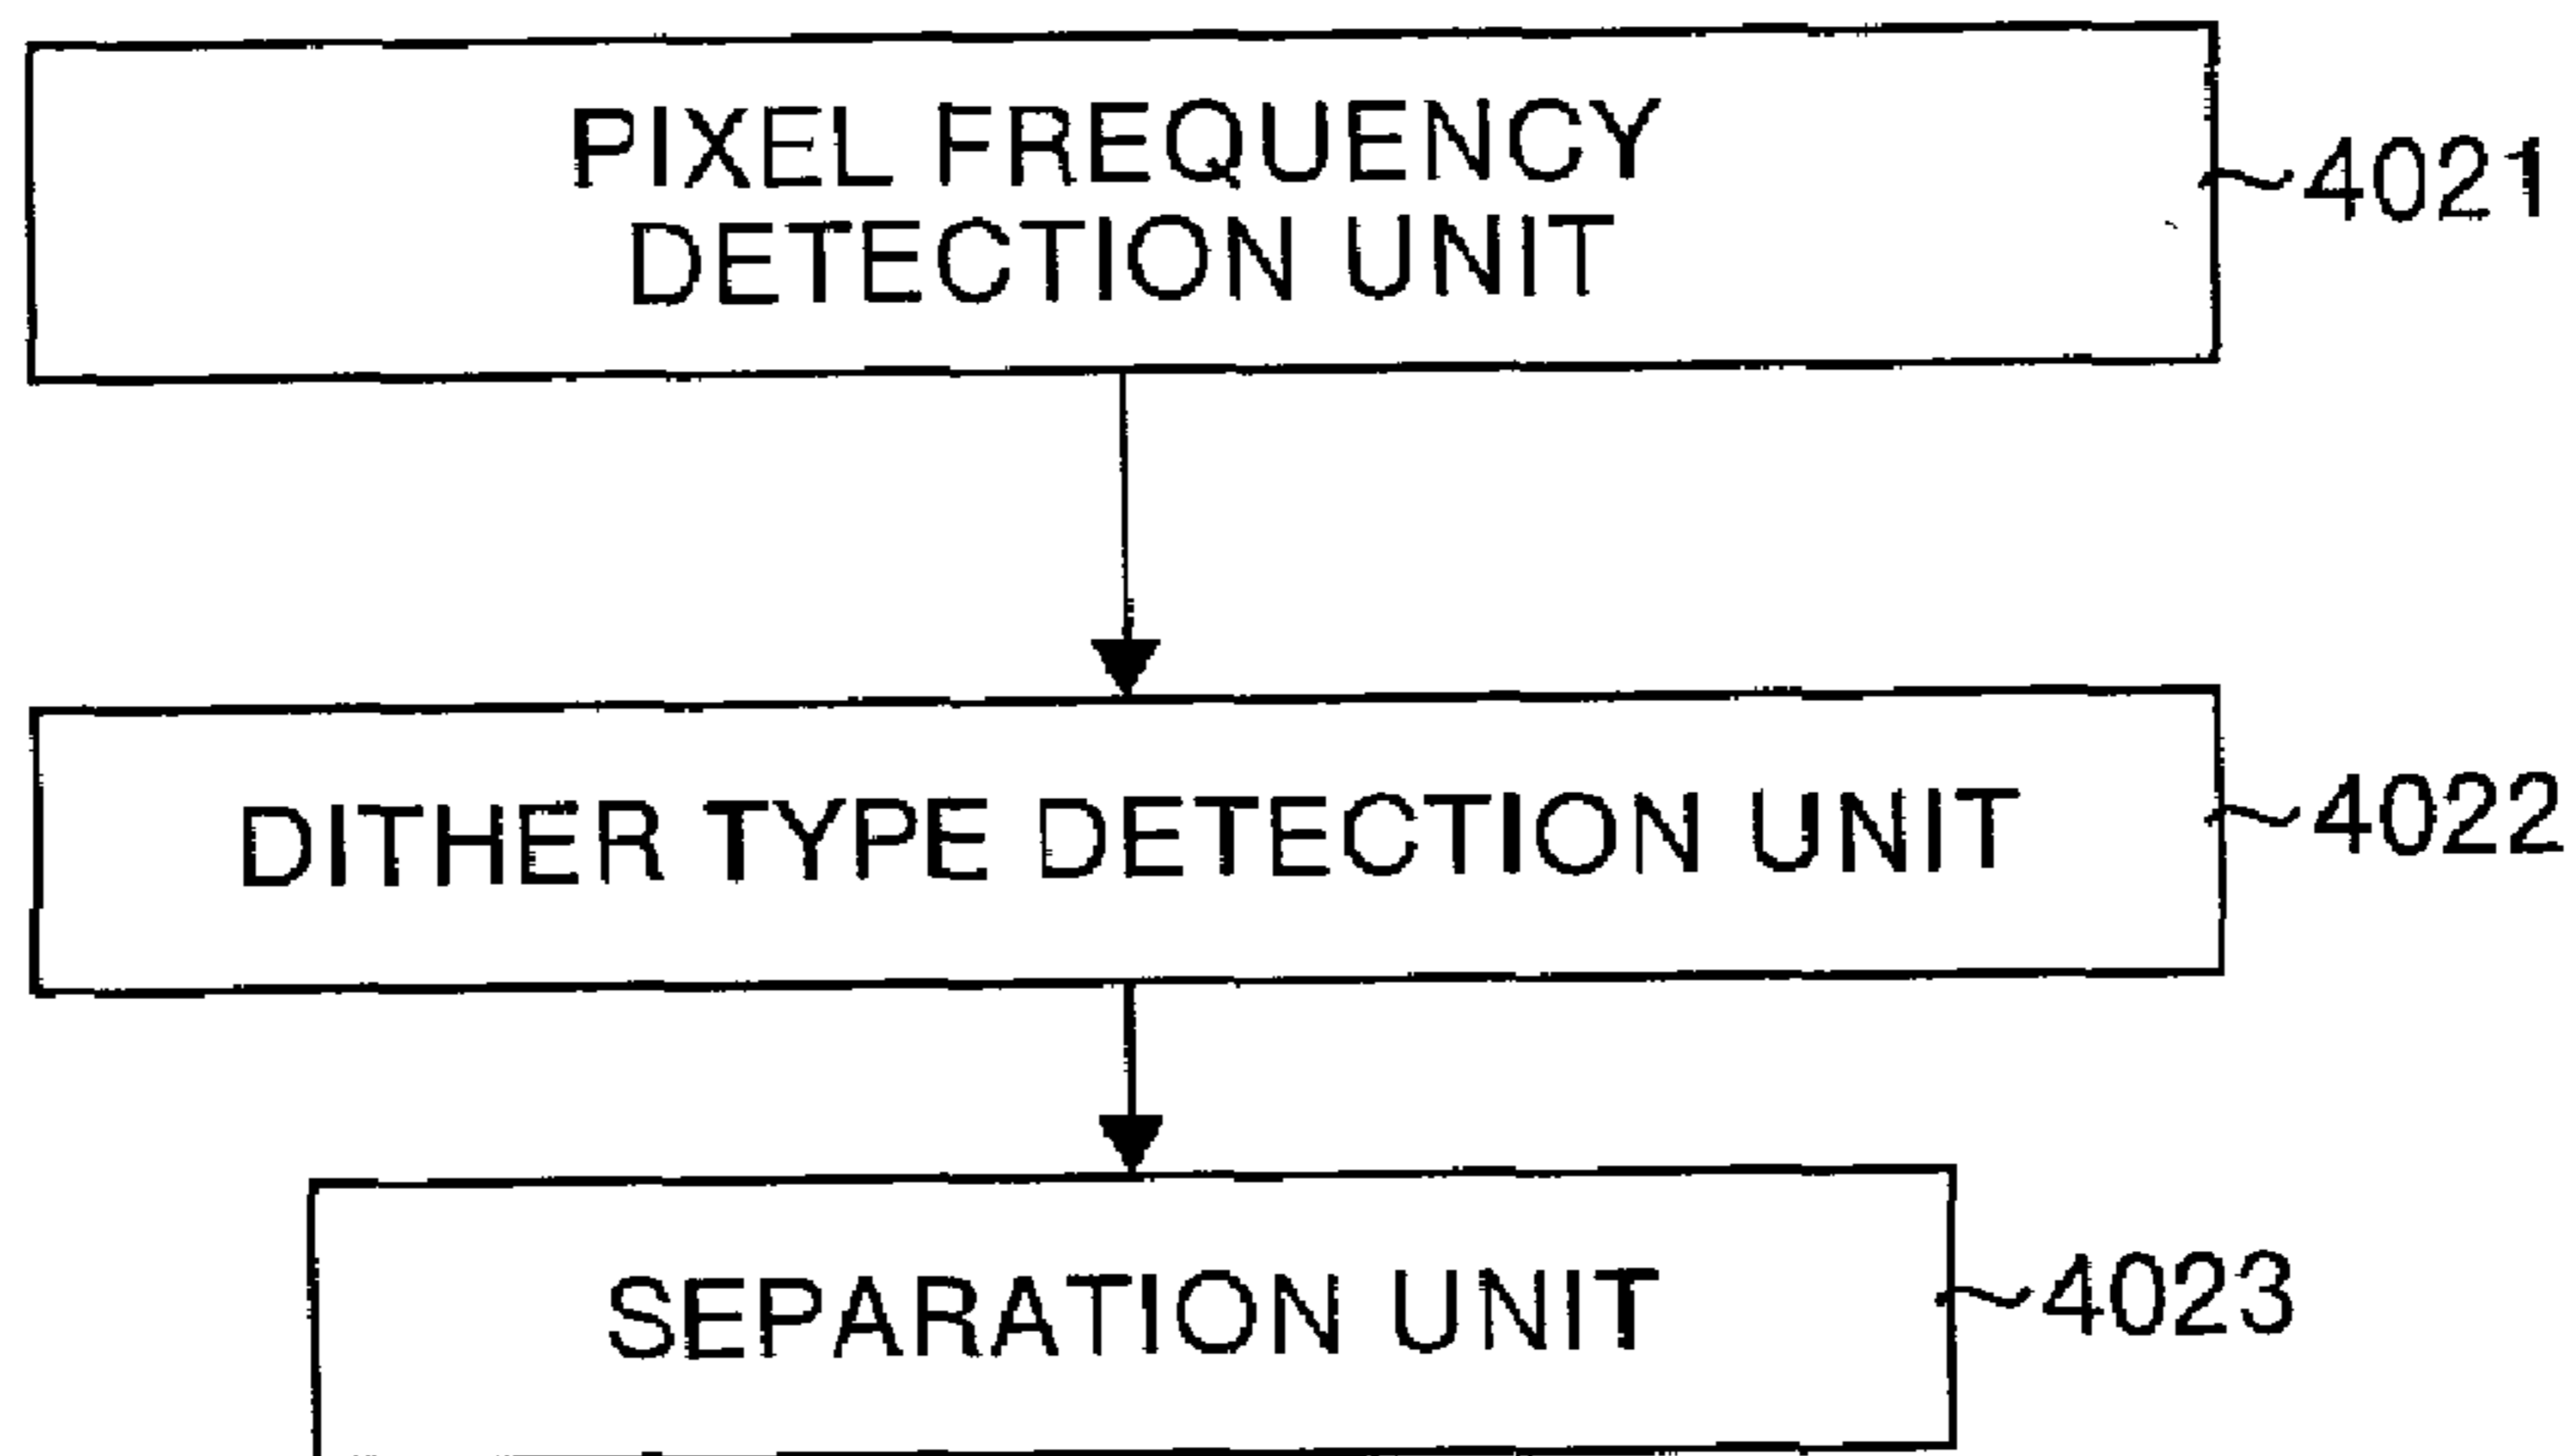 PIXEL FREQUENCY
DETECTION UNIT
4021
DITHER TYPE DETECTION UNIT
4022
SEPARATION UNIT
4023